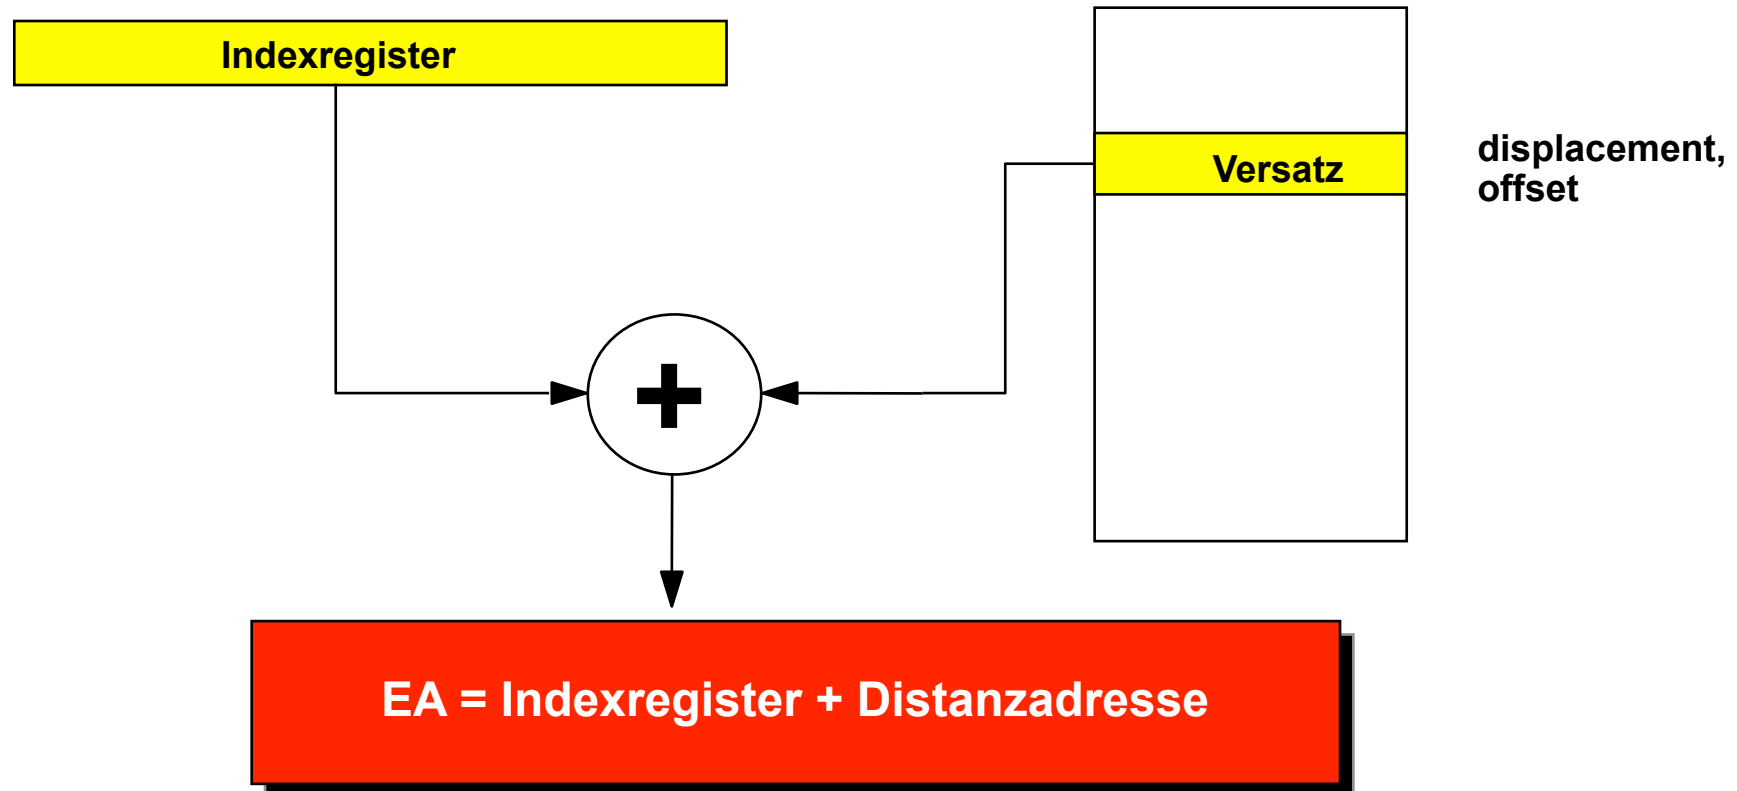 Indexregister
Versatz
displacement,
offset
+
EA = Indexregister + Distanzadresse